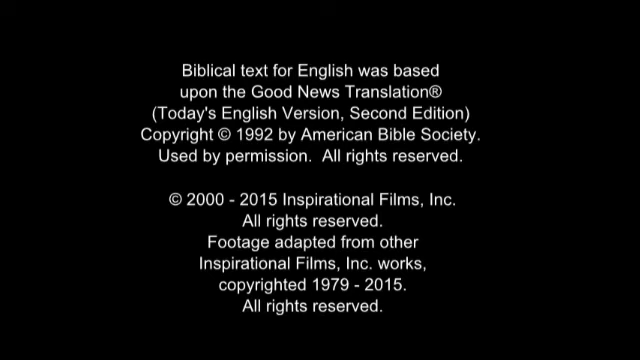 Biblical text for English was based
upon the Good News Translation®
(Today's English Version, Second Edition)
Copyright © 1992 by American Bible Society.
Used by permission.  All rights reserved.
© 2000 - 2015 Inspirational Films, Inc.
All rights reserved.
Footage adapted from other
Inspirational Films, Inc. works,
copyrighted 1979 - 2015.
All rights reserved.